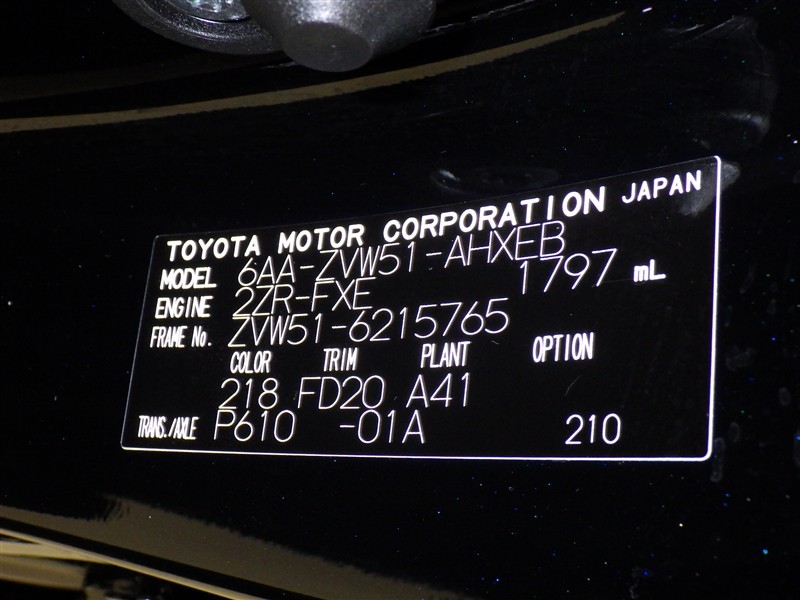 TOYOTA MOTOR CORPORATION JAPAN
MODEL 6AA-ZVW51-AHXEB
ENGINE 2ZR-FXE 1797 mL
FRAME No. ZVW51-6215765
COLOR TRIM PLANT OPTION
218 FD20 A41
TRANS./AXLE P610 -01A 210